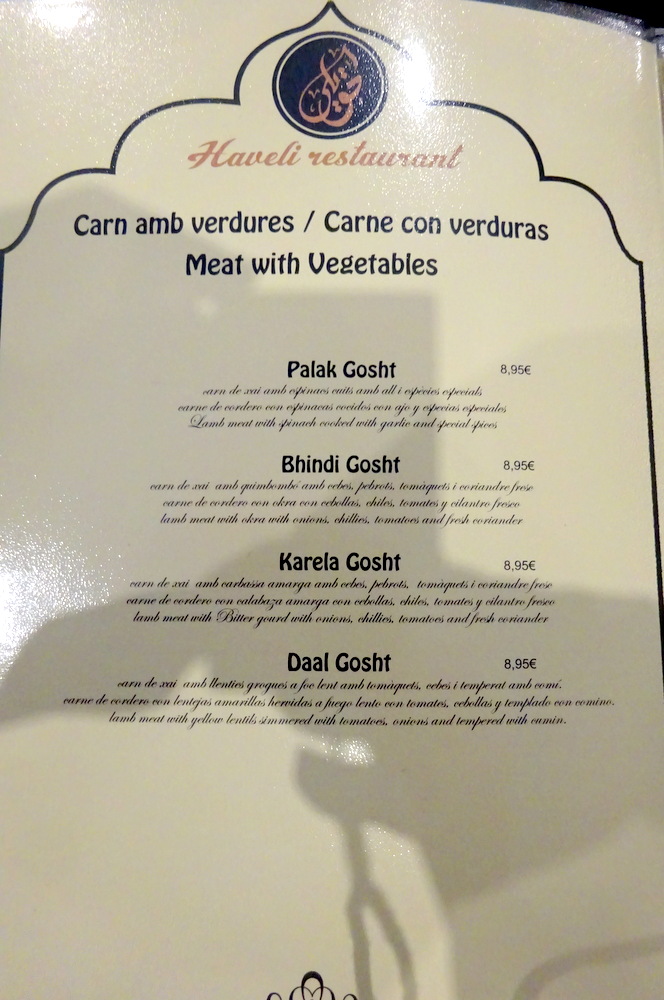 Haveli restaurant
Carn amb verdures / Carne con verduras
Meat with Vegetables
Palak Gosht 8,95€
carn de xai amb espinacs cuits amb all i espècies especials
carne de cordero con espinacas cocidos con ajo y especias especiales
Lamb meat with spinach cooked with garlic and special spices
Bhindi Gosht 8,95€
carn de xai amb quimbombó amb cebes, pebrots, tomàquets i coriandre fresc
carne de cordero con okra con cebollas, chiles, tomates y cilantro fresco
lamb meat with okra with onions, chillies, tomatoes and fresh coriander
Karela Gosht 8,95€
carn de xai amb carbassa amarga amb cebes, pebrots, tomàquets i coriandre fresc
carne de cordero con calabaza amarga con cebollas, chiles, tomates y cilantro fresco
lamb meat with Bitter gourd with onions, chillies, tomatoes and fresh coriander
Daal Gosht 8,95€
carn de xai amb llenties grogues a foc lent amb tomàquets, cebes i temperat amb comí.
carne de cordero con lentejas amarillas hervidas a fuego lento con tomates, cebollas y templado con comino.
lamb meat with yellow lentils simmered with tomatoes, onions and tempered with cumin.